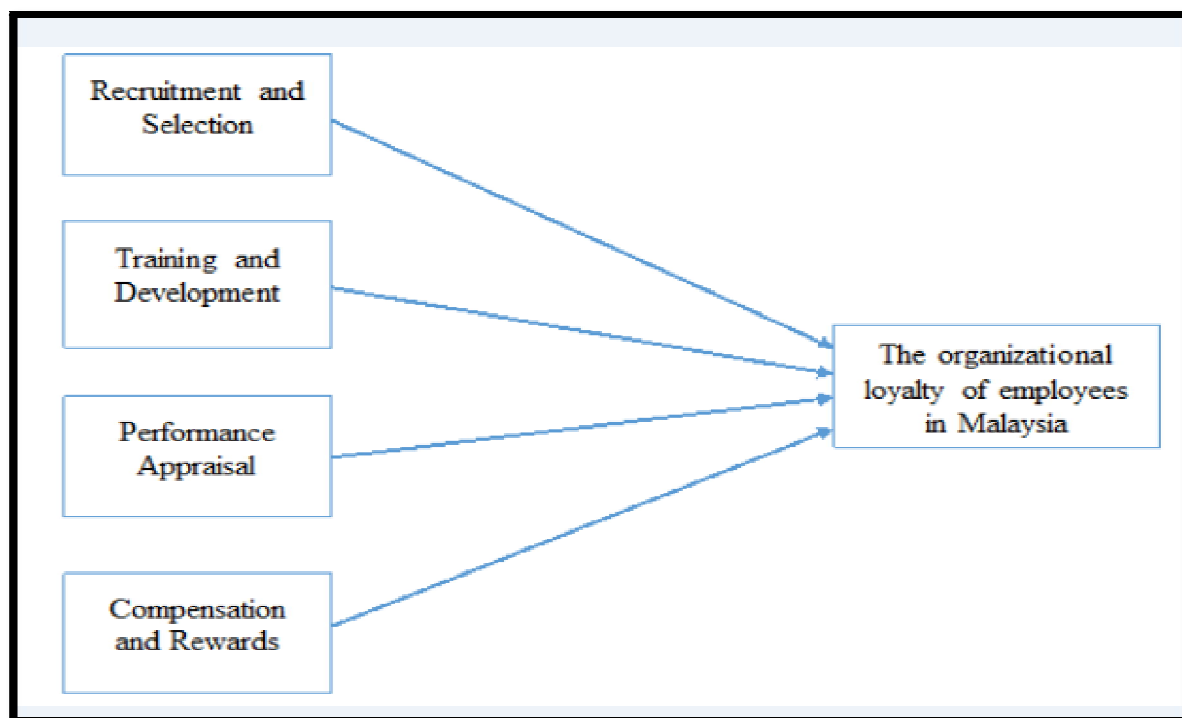 Recruitment and
Selection
Training and
Development
Performance
Appraisal
Compensation
and Rewards
The organizational
loyalty of employees
in Malaysia